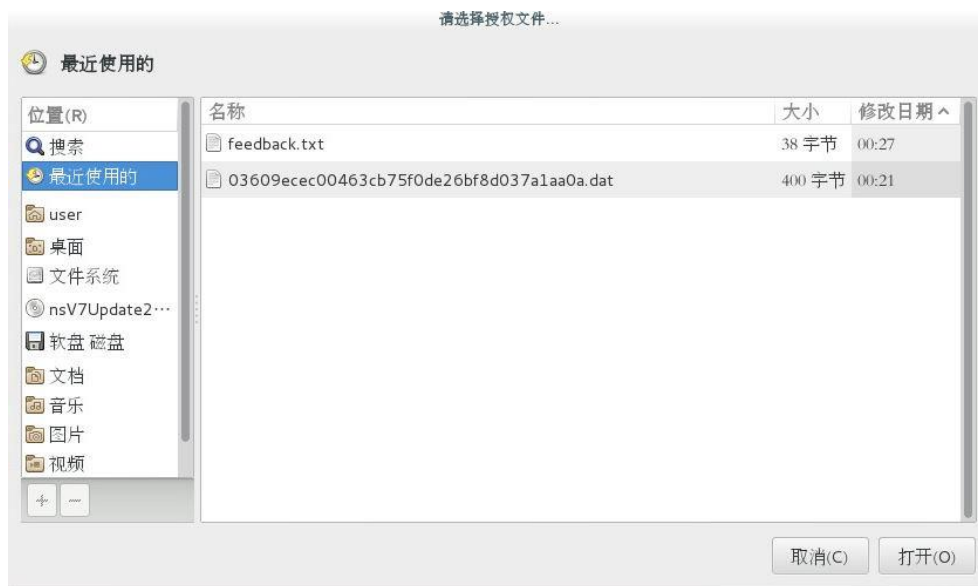 请选择授权文件...
最近使用的
位置(R)
搜索
最近使用的
user
桌面
文件系统
nsV7Update2…
软盘 磁盘
文档
音乐
图片
视频
名称 大小 修改日期
feedback.txt 38 字节 00:27
03609ecec00463cb75f0de26bf8d037a1aa0a.dat 400 字节 00:21
取消(C) 打开(O)